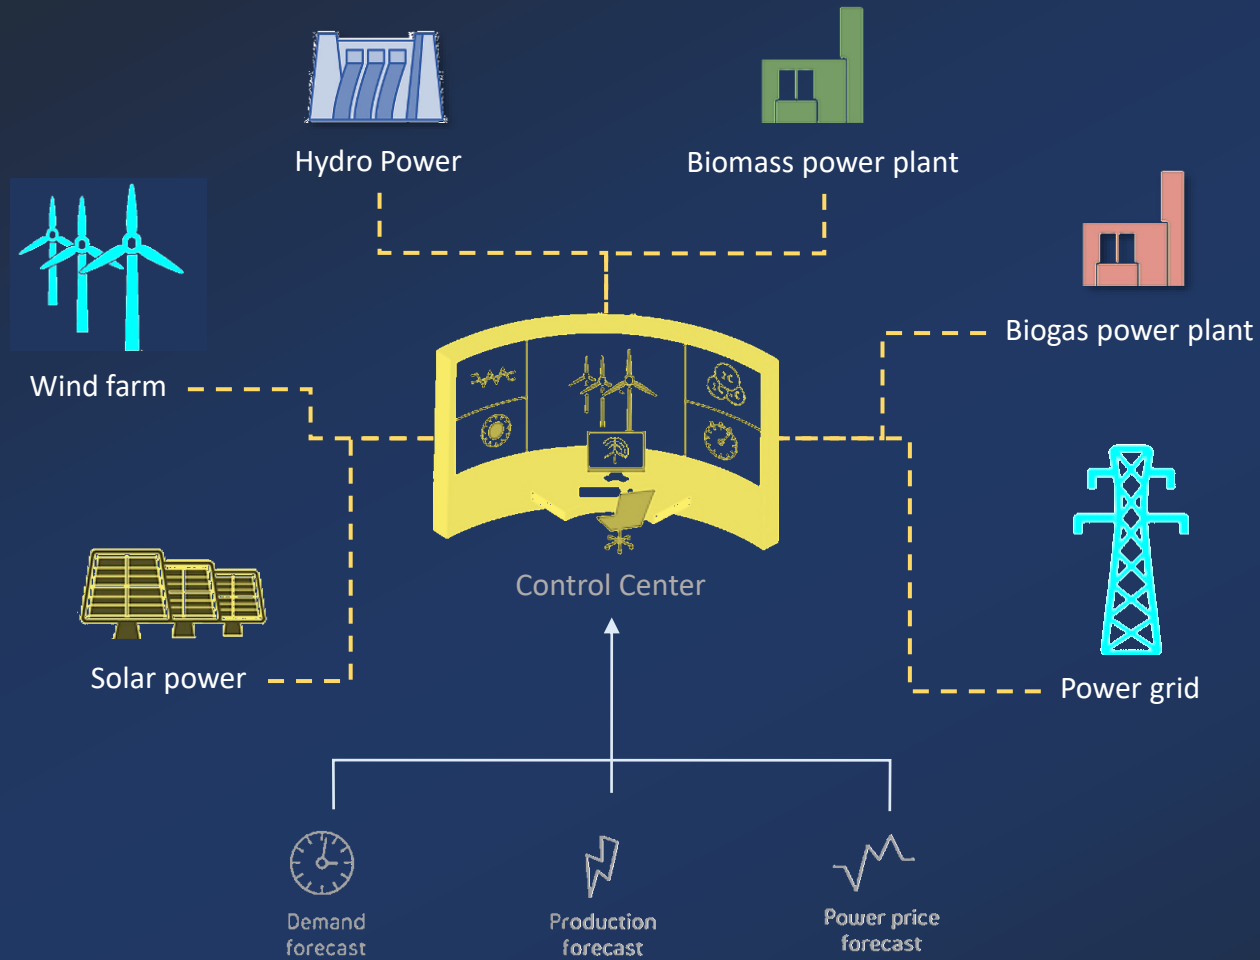 Hydro Power
Biomass power plant
Biogas power plant
Wind farm
Control Center
Solar power
Power grid
Demand
forecast
Production
forecast
Power price
forecast